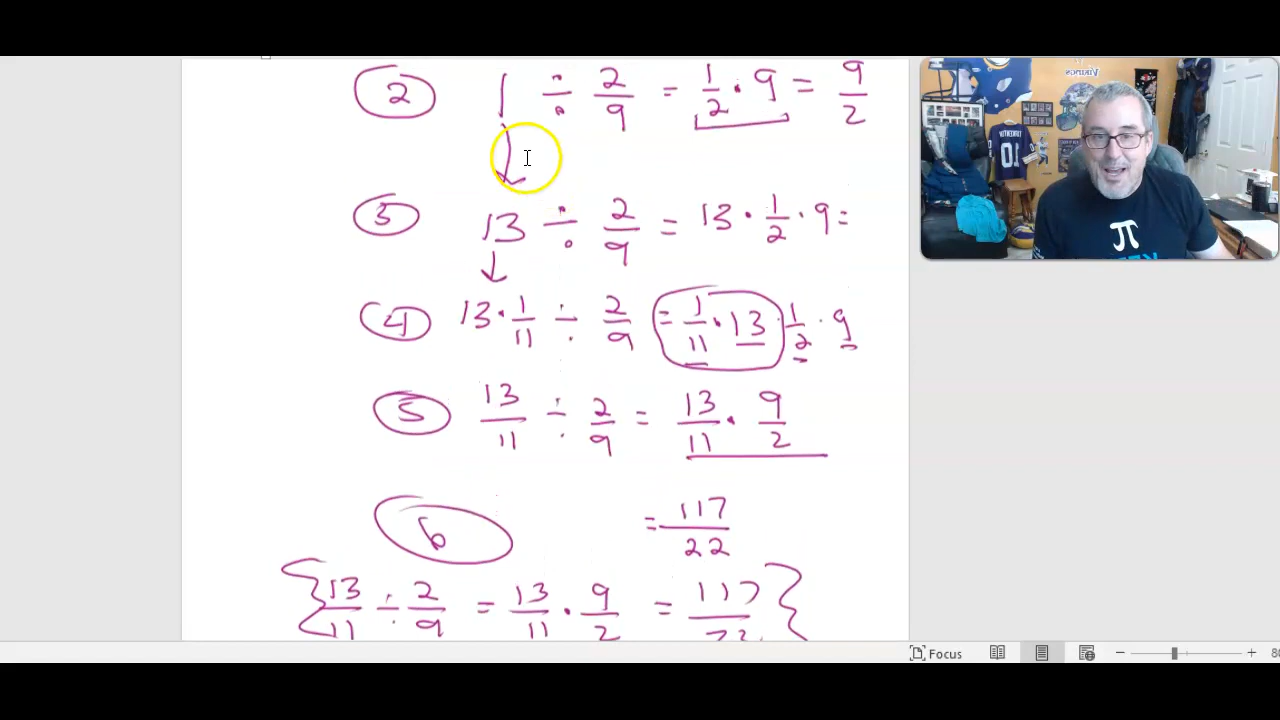 ② 1 ÷ 2/9 = 1/2 · 9 = 9/2
③ 13 ÷ 2/9 = 13 · 1/2 · 9 =
④ 13 · 1/11 ÷ 2/9 = 1/11 · 13 · 1/2 · 9
⑤ 13/11 ÷ 2/9 = 13/11 · 9/2
= 117/22
⑥
{ 13/11 ÷ 2/9 = 13/11 · 9/2 = 117/22 }
π
Focus